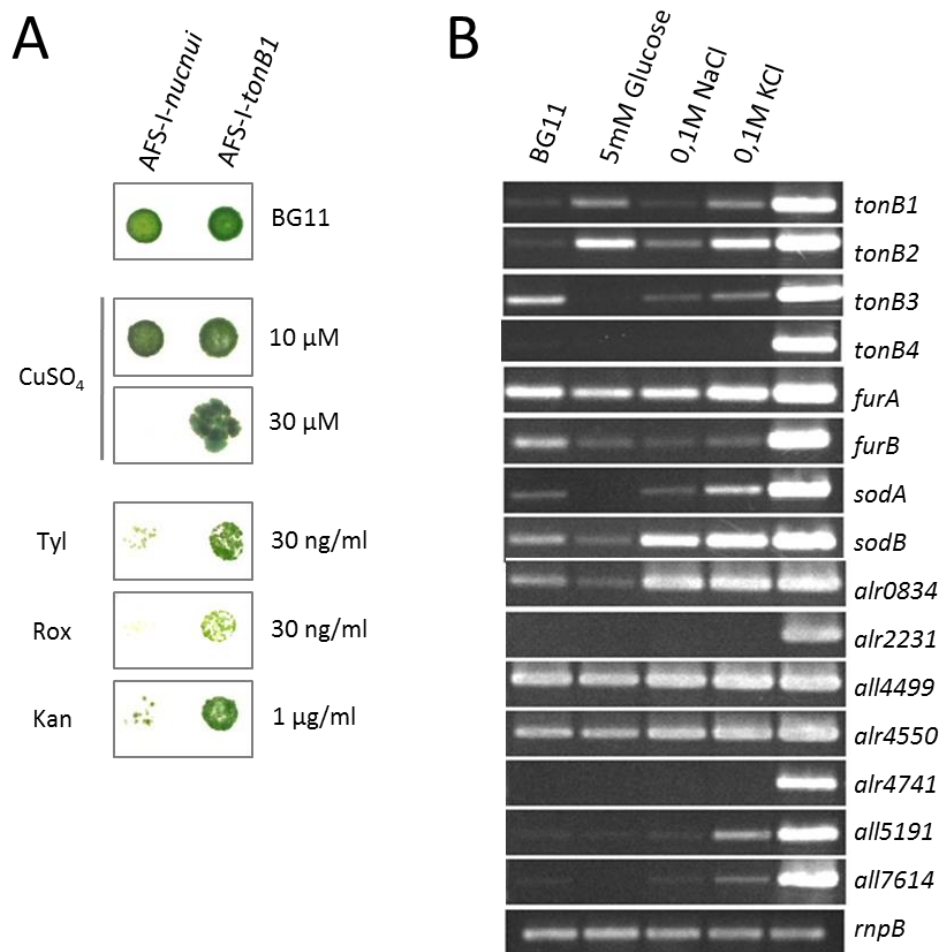 A
AFS-I-nucnui
AFS-I-tonB1
BG11
CuSO₄
10 µM
30 µM
Tyl
30 ng/ml
Rox
30 ng/ml
Kan
1 µg/ml
B
BG11
5mM Glucose
0,1M NaCl
0,1M KCl
tonB1
tonB2
tonB3
tonB4
furA
furB
sodA
sodB
alr0834
alr2231
all4499
alr4550
alr4741
all5191
all7614
rnpB